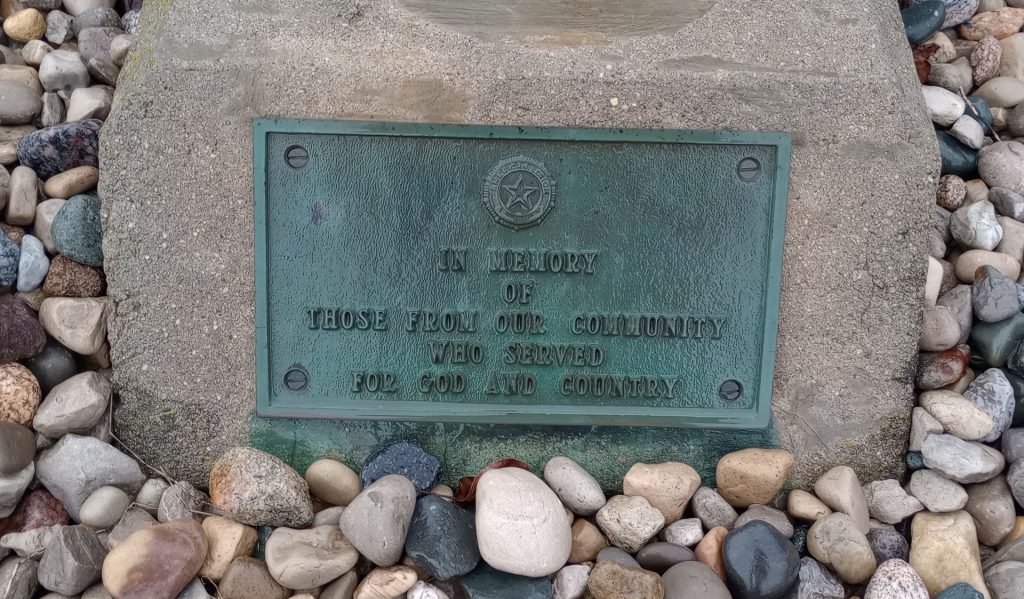 IN MEMORY
OF
THOSE FROM OUR COMMUNITY
WHO SERVED
FOR GOD AND COUNTRY